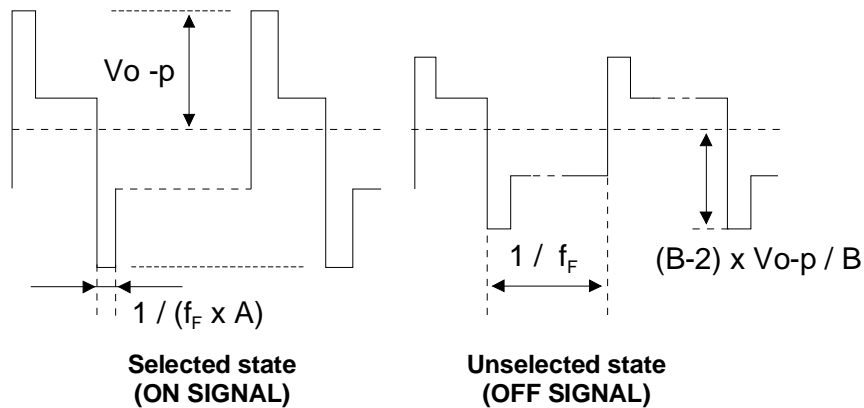 Vo -p
1 / (fF x A)
Selected state
(ON SIGNAL)
1 / fF
(B-2) x Vo-p / B
Unselected state
(OFF SIGNAL)